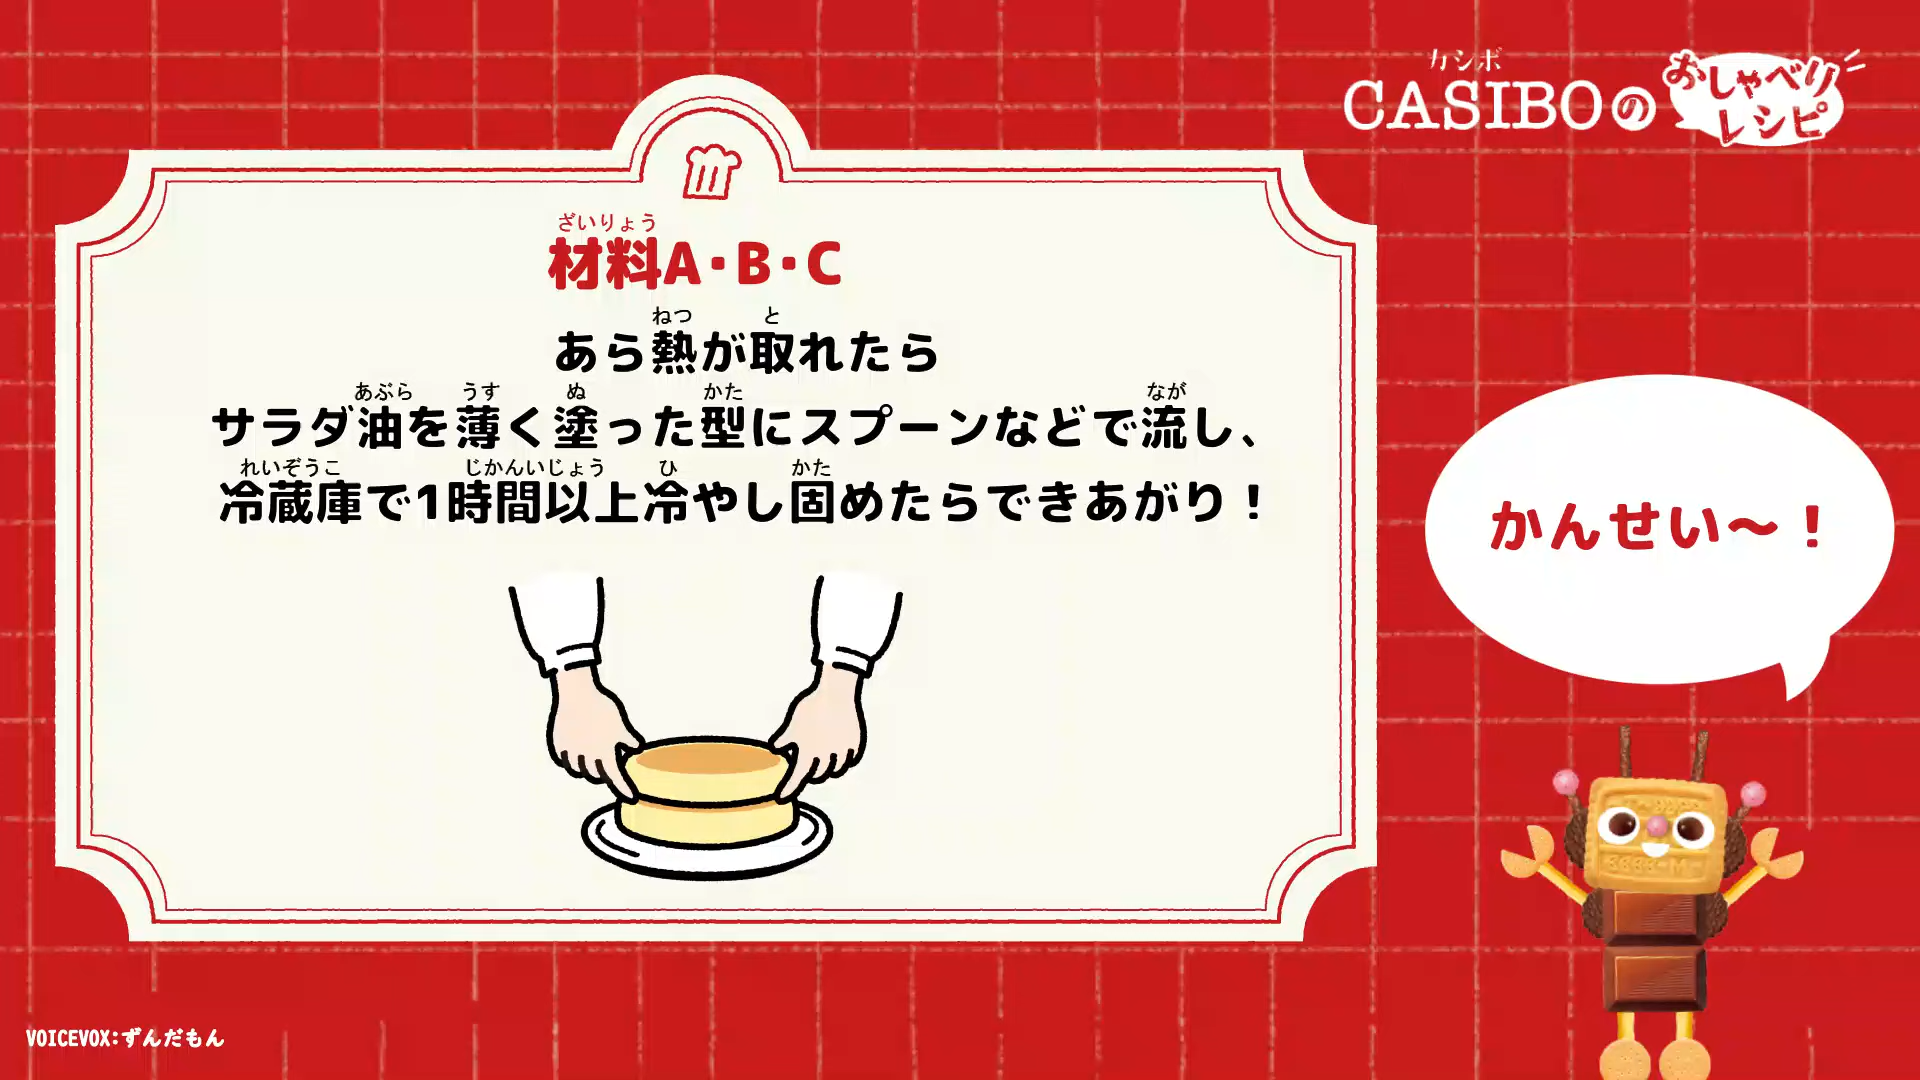 カシボ
CASIBOの
おしゃべり
レシピ
ざいりょう
材料A・B・C
ねつ と
あら熱が取れたら
あぶら うす ぬ かた なが
サラダ油を薄く塗った型にスプーンなどで流し、
れいぞうこ じかんいじょう ひ かた
冷蔵庫で1時間以上冷やし固めたらできあがり！
かんせい〜！
VOICEVOX:ずんだもん